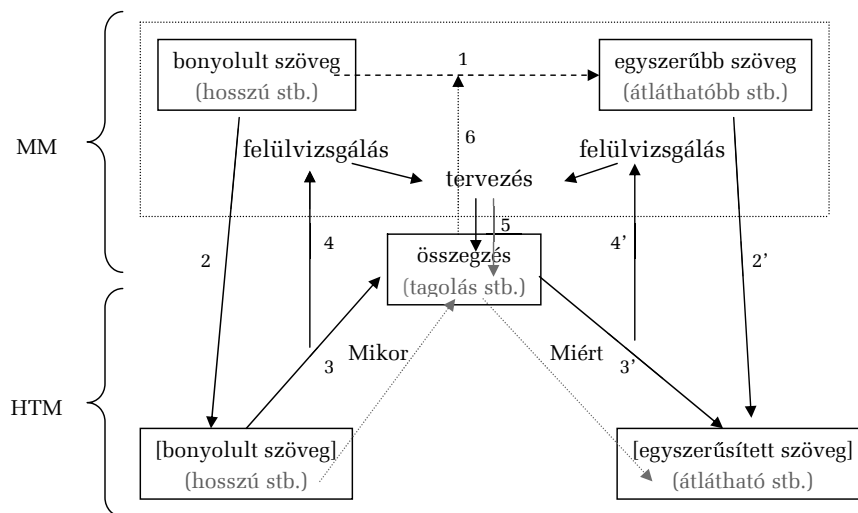 bonyolult szöveg
(hosszú stb.)
1
egyszerűbb szöveg
(átláthatóbb stb.)
MM
felülvizsgálás
6
felülvizsgálás
tervezés
5
2
4
összegzés
(tagolás stb.)
4’
2’
HTM
3
Mikor
Miért
3’
[bonyolult szöveg]
(hosszú stb.)
[egyszerűsített szöveg]
(átlátható stb.)